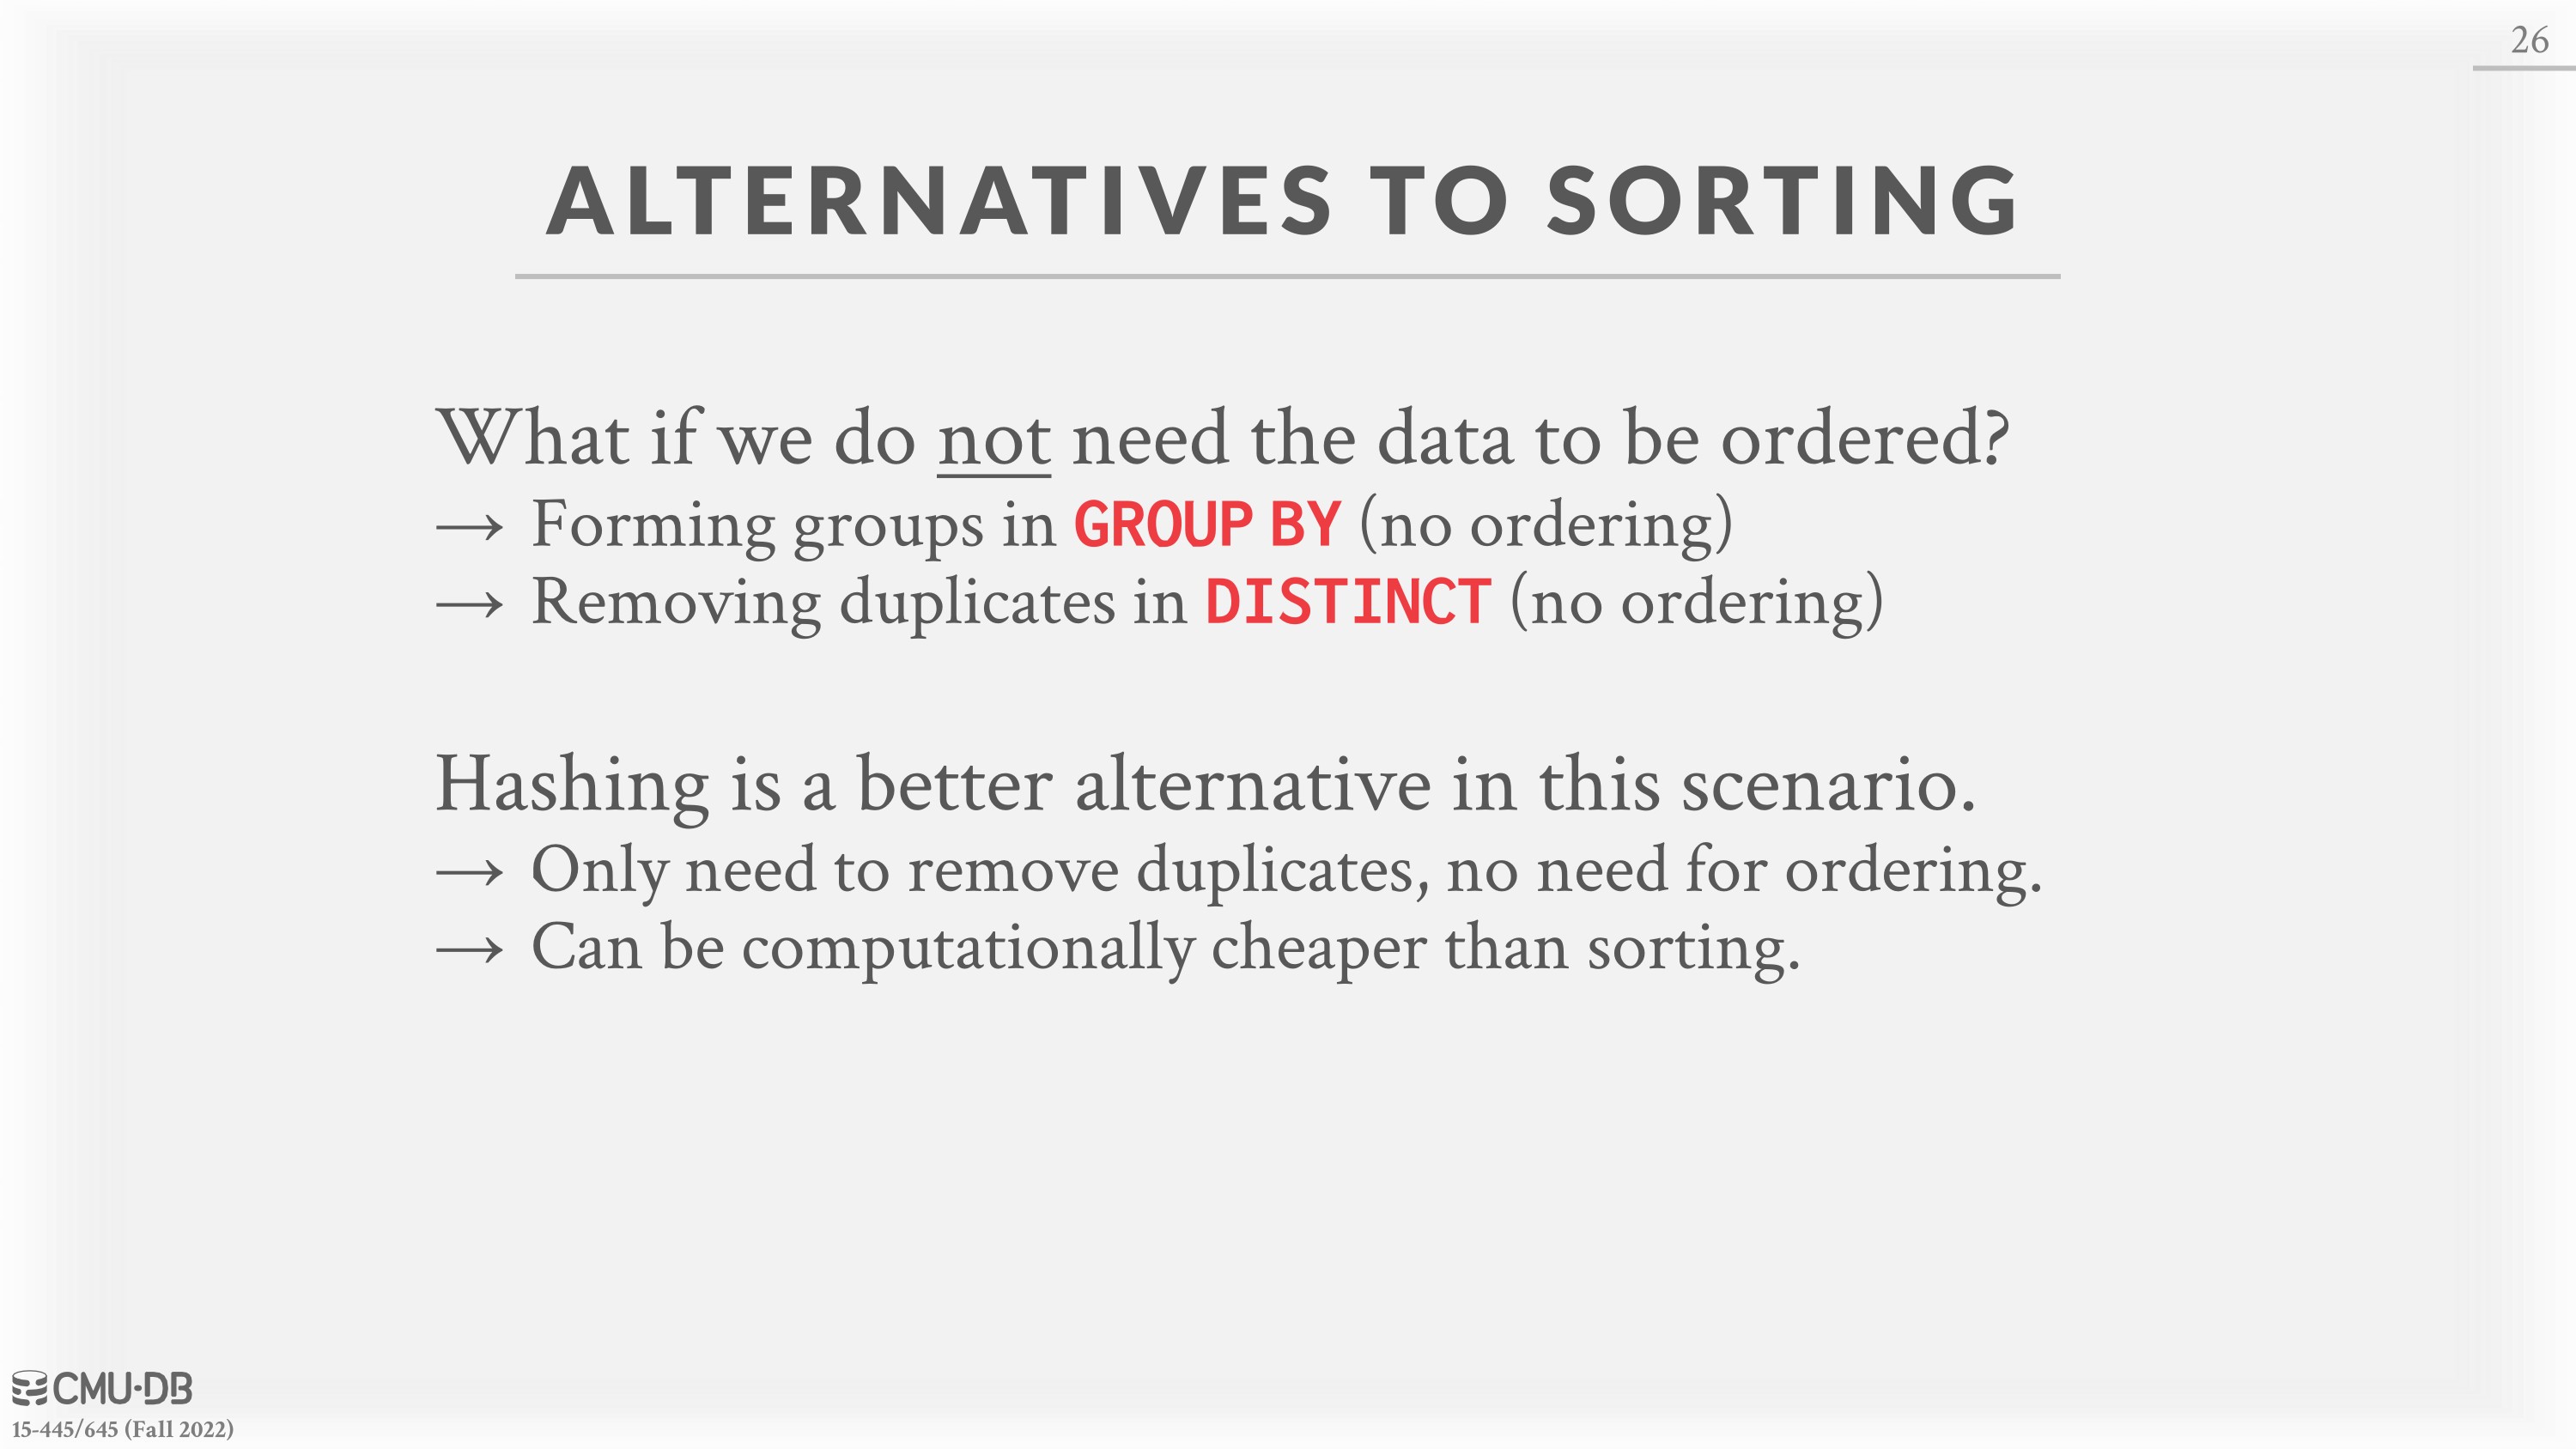 26
ALTERNATIVES TO SORTING
What if we do not need the data to be ordered?
→ Forming groups in GROUP BY (no ordering)
→ Removing duplicates in DISTINCT (no ordering)
Hashing is a better alternative in this scenario.
→ Only need to remove duplicates, no need for ordering.
→ Can be computationally cheaper than sorting.
CMU·DB
15-445/645 (Fall 2022)